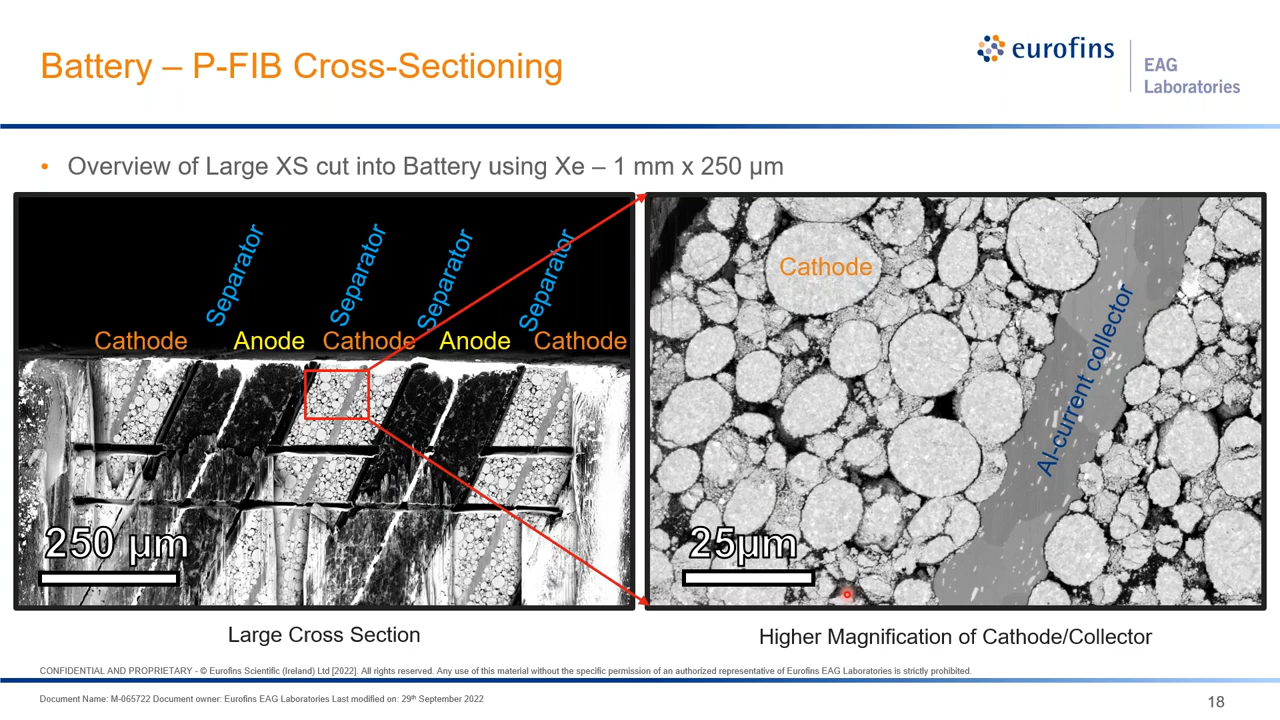 Battery – P-FIB Cross-Sectioning
eurofins
EAG
Laboratories
• Overview of Large XS cut into Battery using Xe – 1 mm x 250 µm
Separator
Separator
Separator
Separator
Cathode
Anode
Cathode
Anode
Cathode
250 µm
Cathode
Al-current collector
25µm
Large Cross Section
Higher Magnification of Cathode/Collector
CONFIDENTIAL AND PROPRIETARY - © Eurofins Scientific (Ireland) Ltd [2022]. All rights reserved. Any use of this material without the specific permission of an authorized representative of Eurofins EAG Laboratories is strictly prohibited.
Document Name: M-065722 Document owner: Eurofins EAG Laboratories Last modified on: 29th September 2022
18